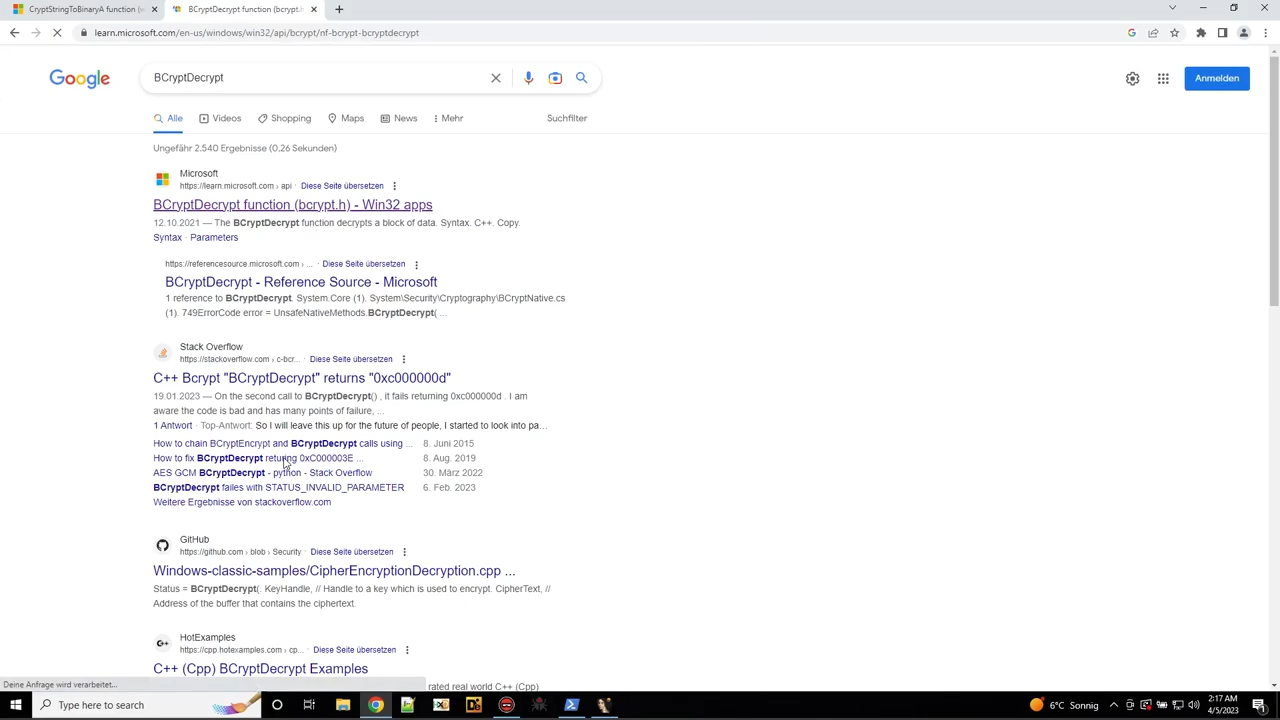 CryptStringToBinaryA function (w
BCryptDecrypt function (bcrypt.h)
learn.microsoft.com/en-us/windows/win32/api/bcrypt/nf-bcrypt-bcryptdecrypt
Google
BCryptDecrypt
Anmelden
Alle Videos Shopping Maps News Mehr Suchfilter
Ungefähr 2.540 Ergebnisse (0,26 Sekunden)
Microsoft
https://learn.microsoft.com › api · Diese Seite übersetzen
BCryptDecrypt function (bcrypt.h) - Win32 apps
12.10.2021 — The BCryptDecrypt function decrypts a block of data. Syntax. C++. Copy.
Syntax · Parameters
https://referencesource.microsoft.com › ... · Diese Seite übersetzen
BCryptDecrypt - Reference Source - Microsoft
1 reference to BCryptDecrypt. System.Core (1). System\Security\Cryptography\BCryptNative.cs
(1). 749ErrorCode error = UnsafeNativeMethods.BCryptDecrypt( ...
Stack Overflow
https://stackoverflow.com › c-bcr... · Diese Seite übersetzen
C++ Bcrypt "BCryptDecrypt" returns "0xc000000d"
19.01.2023 — On the second call to BCryptDecrypt() , it fails returning 0xc000000d . I am
aware the code is bad and has many points of failure, ...
1 Antwort · Top-Antwort: So I will leave this up for the future of people, I started to look into pa...
How to chain BCryptEncrypt and BCryptDecrypt calls using ... 8. Juni 2015
How to fix BCryptDecrypt returing 0xC000003E ... 8. Aug. 2019
AES GCM BCryptDecrypt - python - Stack Overflow 30. März 2022
BCryptDecrypt failes with STATUS_INVALID_PARAMETER 6. Feb. 2023
Weitere Ergebnisse von stackoverflow.com
GitHub
https://github.com › blob › Security · Diese Seite übersetzen
Windows-classic-samples/CipherEncryptionDecryption.cpp ...
Status = BCryptDecrypt(. KeyHandle, // Handle to a key which is used to encrypt. CipherText, //
Address of the buffer that contains the ciphertext.
HotExamples
https://cpp.hotexamples.com › cp... · Diese Seite übersetzen
C++ (Cpp) BCryptDecrypt Examples
rated real world C++ (Cpp)
Deine Anfrage wird verarbeitet...
Type here to search
6°C Sonnig
2:17 AM
4/5/2023